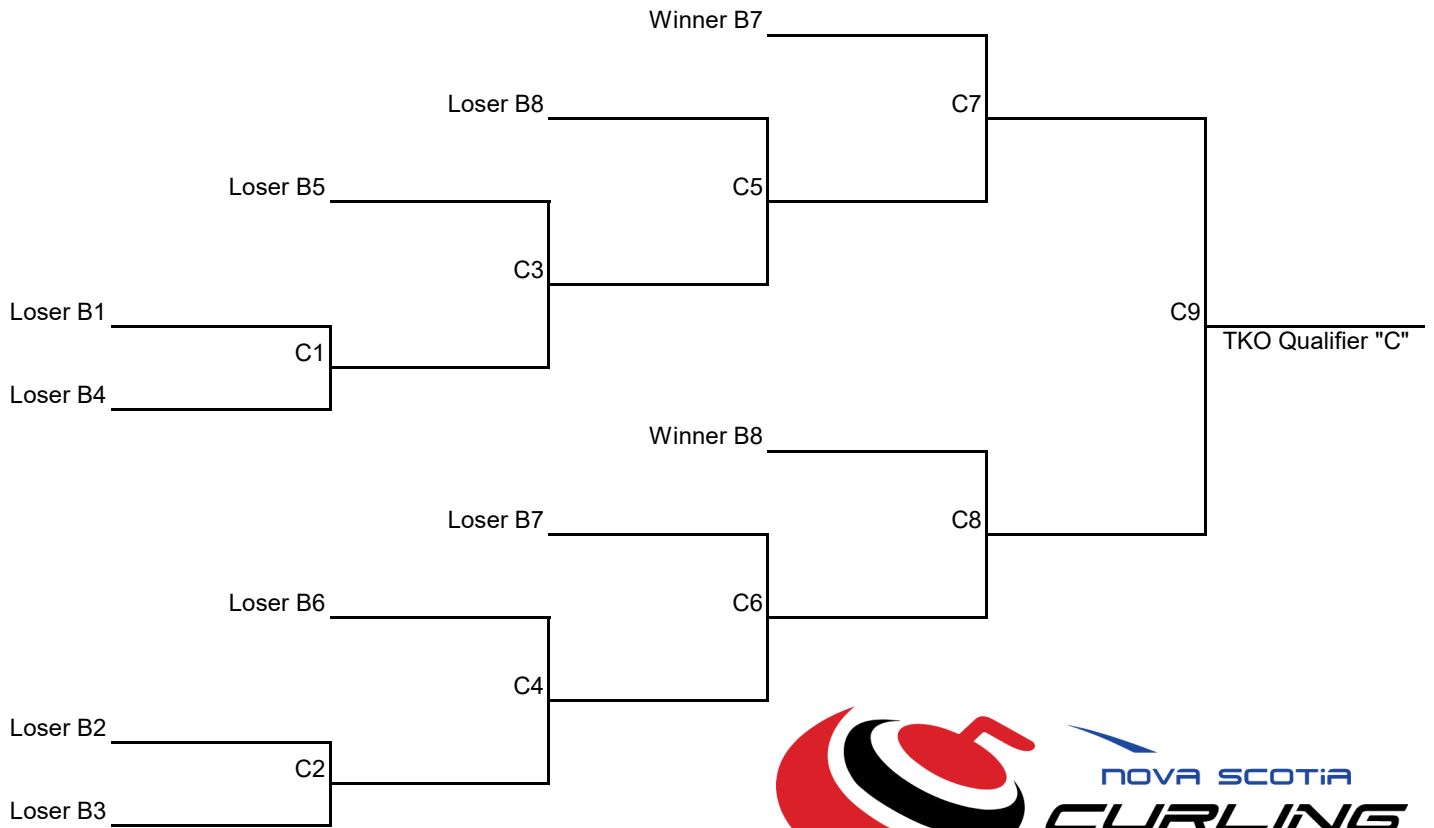 Winner B7
Loser B8
C7
Loser B5
C5
C3
Loser B1
C9
TKO Qualifier "C"
C1
Loser B4
Winner B8
Loser B7
C8
Loser B6
C6
C4
Loser B2
C2
NOVA SCOTiA
Loser B3
CURLING